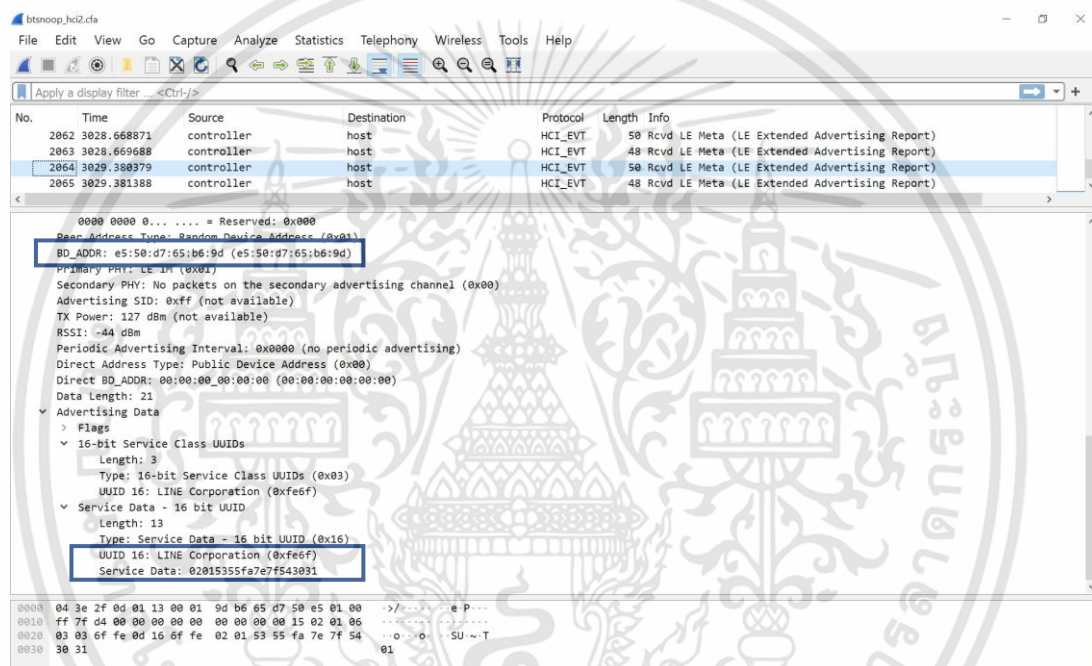 btsnoop_hci2.cfa
File Edit View Go Capture Analyze Statistics Telephony Wireless Tools Help
Apply a display filter ... <Ctrl-/>
No. Time Source Destination Protocol Length Info
2062 3028.668871 controller host HCI_EVT 50 Rcvd LE Meta (LE Extended Advertising Report)
2063 3028.669688 controller host HCI_EVT 48 Rcvd LE Meta (LE Extended Advertising Report)
2064 3029.380379 controller host HCI_EVT 50 Rcvd LE Meta (LE Extended Advertising Report)
2065 3029.381388 controller host HCI_EVT 48 Rcvd LE Meta (LE Extended Advertising Report)
0000 0000 0... .... = Reserved: 0x000
Peer Address Type: Random Device Address (0x01)
BD_ADDR: e5:50:d7:65:b6:9d (e5:50:d7:65:b6:9d)
Primary PHY: LE 1M (0x01)
Secondary PHY: No packets on the secondary advertising channel (0x00)
Advertising SID: 0xff (not available)
TX Power: 127 dBm (not available)
RSSI: -44 dBm
Periodic Advertising Interval: 0x0000 (no periodic advertising)
Direct Address Type: Public Device Address (0x00)
Direct BD_ADDR: 00:00:00_00:00:00 (00:00:00:00:00:00)
Data Length: 21
Advertising Data
Flags
16-bit Service Class UUIDs
Length: 3
Type: 16-bit Service Class UUIDs (0x03)
UUID 16: LINE Corporation (0xfe6f)
Service Data - 16 bit UUID
Length: 13
Type: Service Data - 16 bit UUID (0x16)
UUID 16: LINE Corporation (0xfe6f)
Service Data: 02015355fa7e7f543031
0000 04 3e 2f 0d 01 13 00 01 9d b6 65 d7 50 e5 01 00 ·>/····· ··e·P···
0010 ff 7f d4 00 00 00 00 00 00 00 00 00 15 02 01 06 ········ ········
0020 03 03 6f fe 0d 16 6f fe 02 01 53 55 fa 7e 7f 54 ··o···o· ··SU·~·T
0030 30 31 01